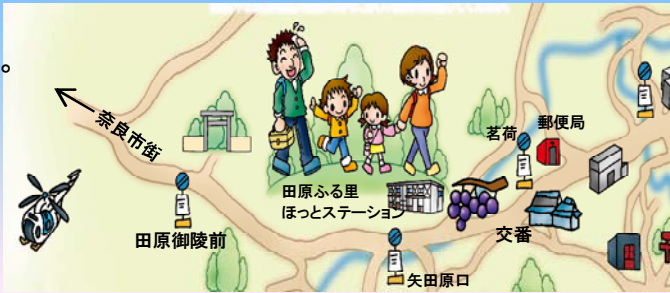 。
奈良市街
茗荷
郵便局
田原ふる里
ほっとステーション
交番
田原御陵前
矢田原口